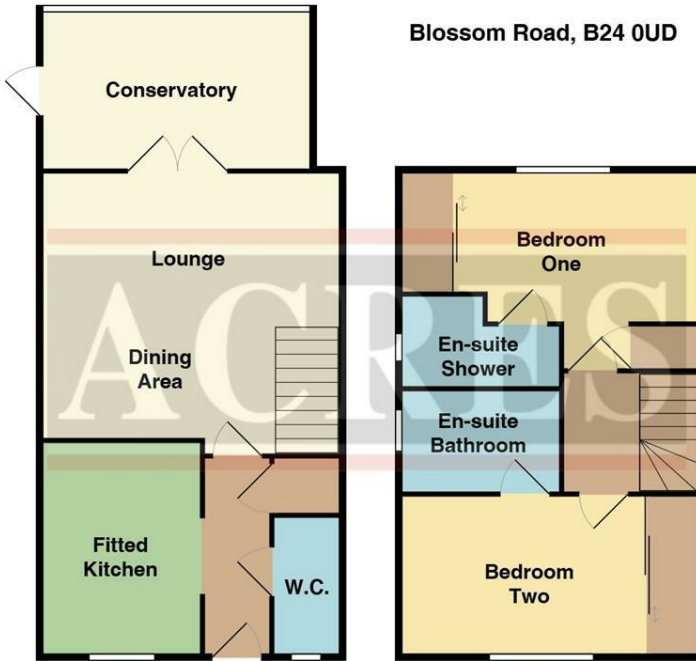 Blossom Road, B24 0UD
Conservatory
Lounge
Dining
Area
Fitted
Kitchen
W.C.
Bedroom
One
En-suite
Shower
En-suite
Bathroom
Bedroom
Two
ACRES